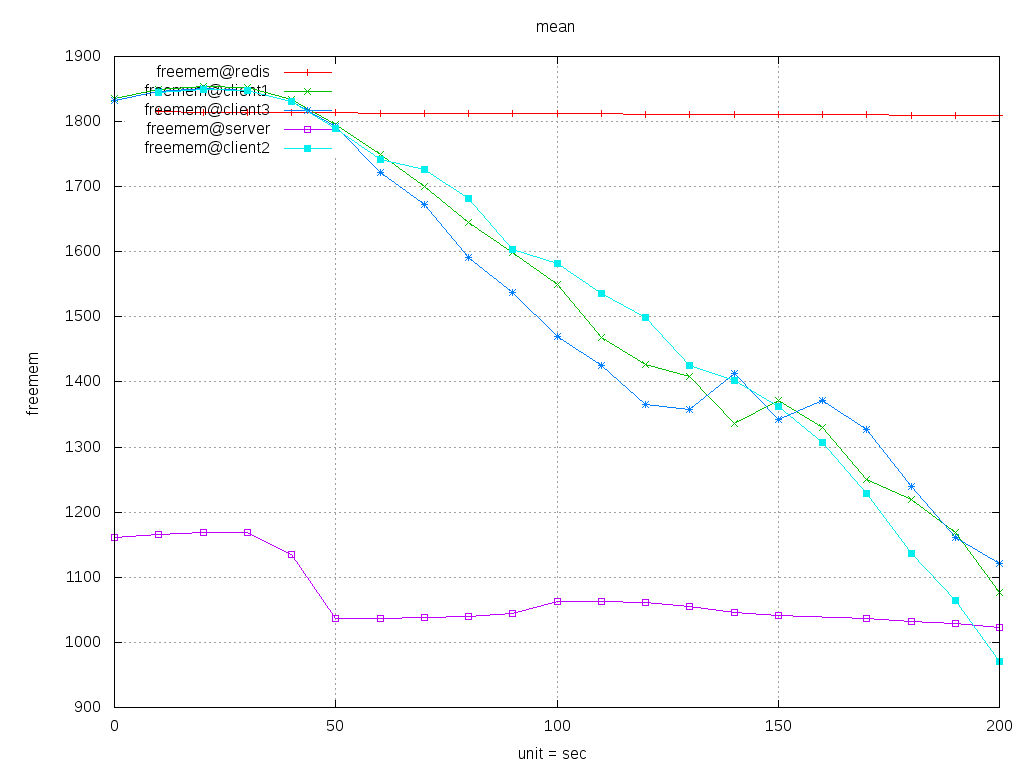 mean
1900
1800
1700
1600
1500
1400
1300
1200
1100
1000
900
freemem
freemem@redis
freemem@client1
freemem@client3
freemem@server
freemem@client2
0 50 100 150 200
unit = sec